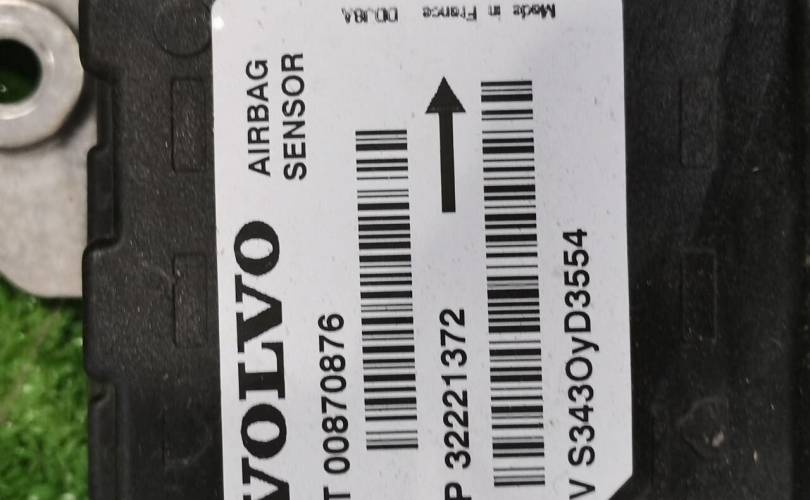 VOLVO
AIRBAG
SENSOR
T 00870876
P 32221372
V S343OyD3554
DDJ8A
Made in France